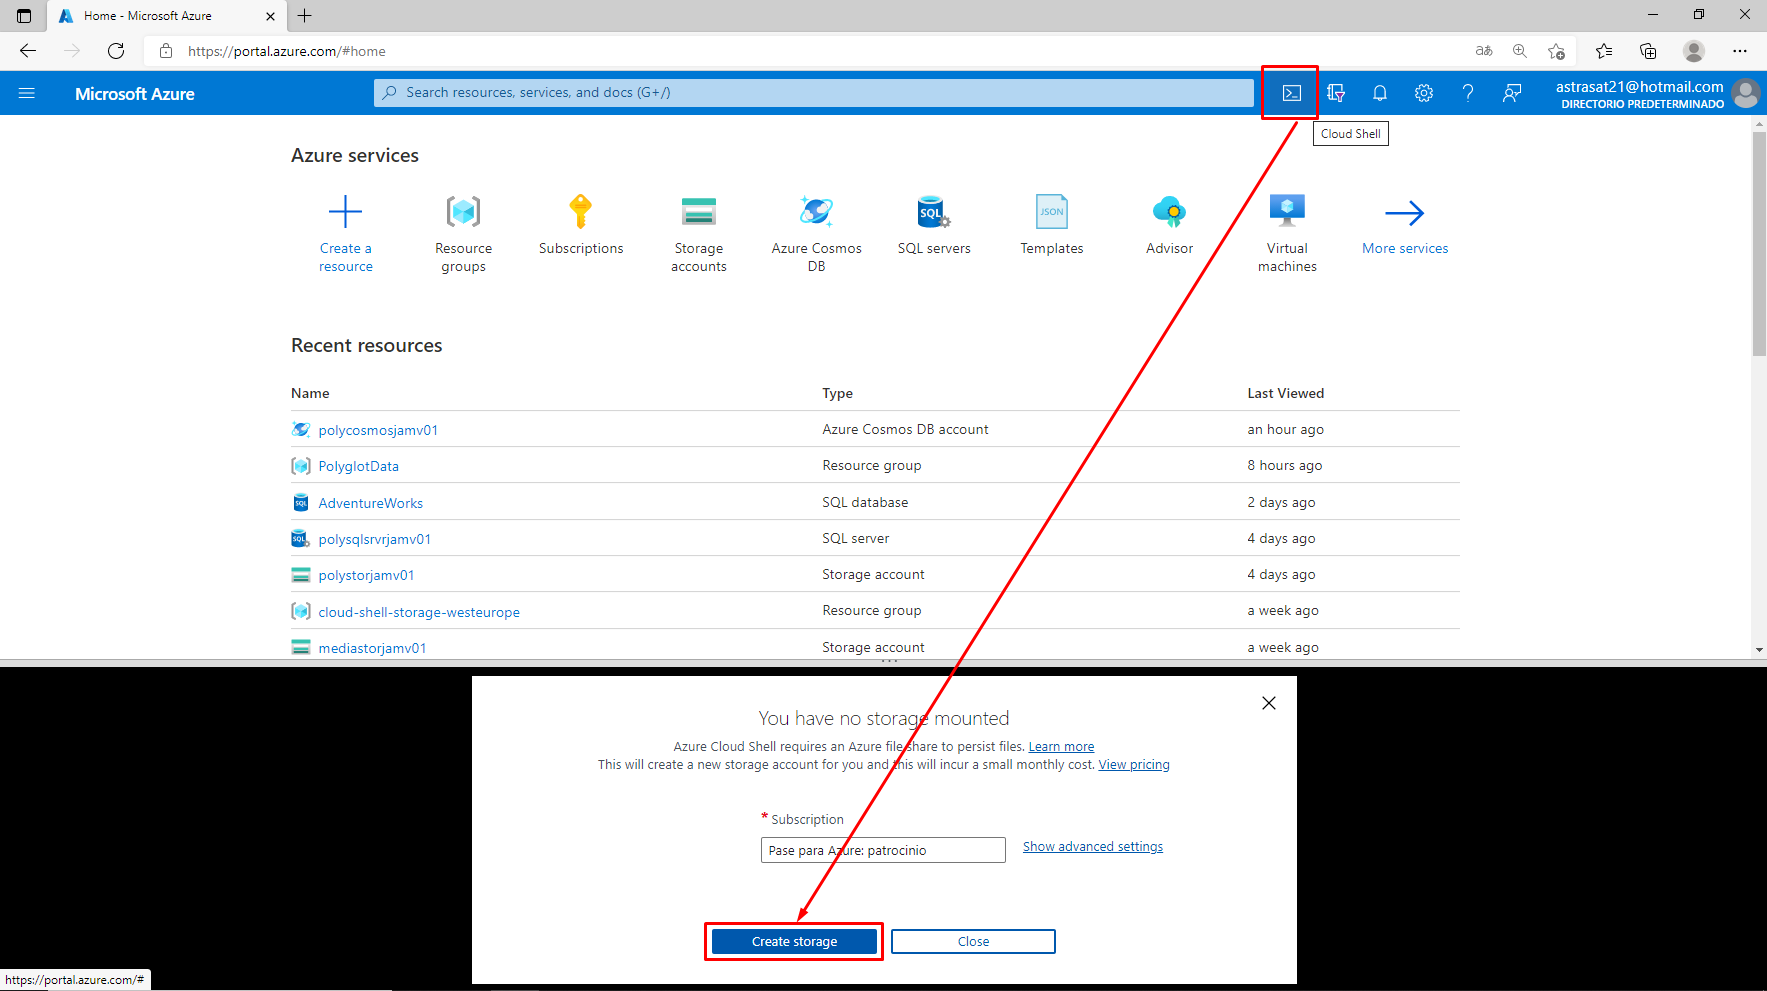 Home - Microsoft Azure
https://portal.azure.com/#home
aあ
Microsoft Azure
Search resources, services, and docs (G+/)
astrasat21@hotmail.com
DIRECTORIO PREDETERMINADO
Cloud Shell
Azure services
Create a resource
Resource groups
Subscriptions
Storage accounts
Azure Cosmos DB
SQL
SQL servers
JSON
Templates
Advisor
Virtual machines
More services
Recent resources
Name Type Last Viewed
polycosmosjamv01 Azure Cosmos DB account an hour ago
PolyglotData Resource group 8 hours ago
SQL AdventureWorks SQL database 2 days ago
SQL polysqlsrvrjamv01 SQL server 4 days ago
polystorjamv01 Storage account 4 days ago
cloud-shell-storage-westeurope Resource group a week ago
mediastorjamv01 Storage account a week ago
You have no storage mounted
Azure Cloud Shell requires an Azure file share to persist files. Learn more
This will create a new storage account for you and this will incur a small monthly cost. View pricing
* Subscription
Pase para Azure: patrocinio
Show advanced settings
Create storage
Close
https://portal.azure.com/#